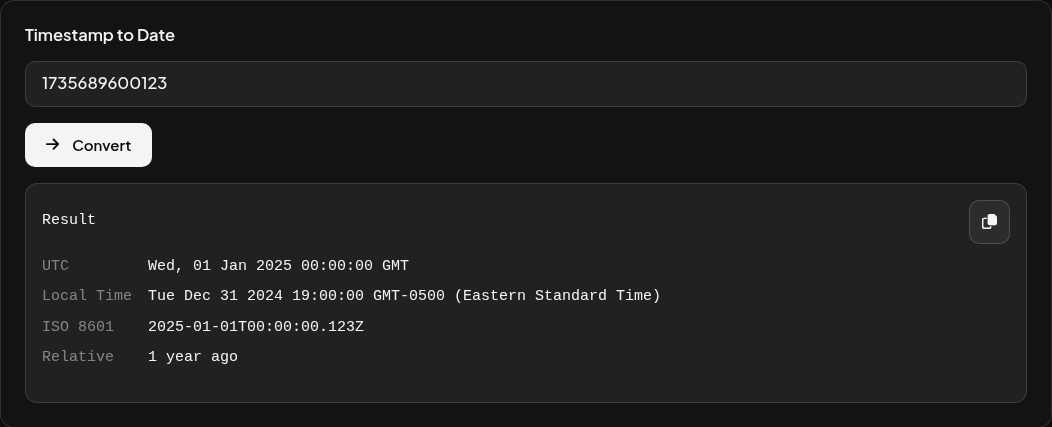 Timestamp to Date
1735689600123
Convert
Result
UTC Wed, 01 Jan 2025 00:00:00 GMT
Local Time Tue Dec 31 2024 19:00:00 GMT-0500 (Eastern Standard Time)
ISO 8601 2025-01-01T00:00:00.123Z
Relative 1 year ago